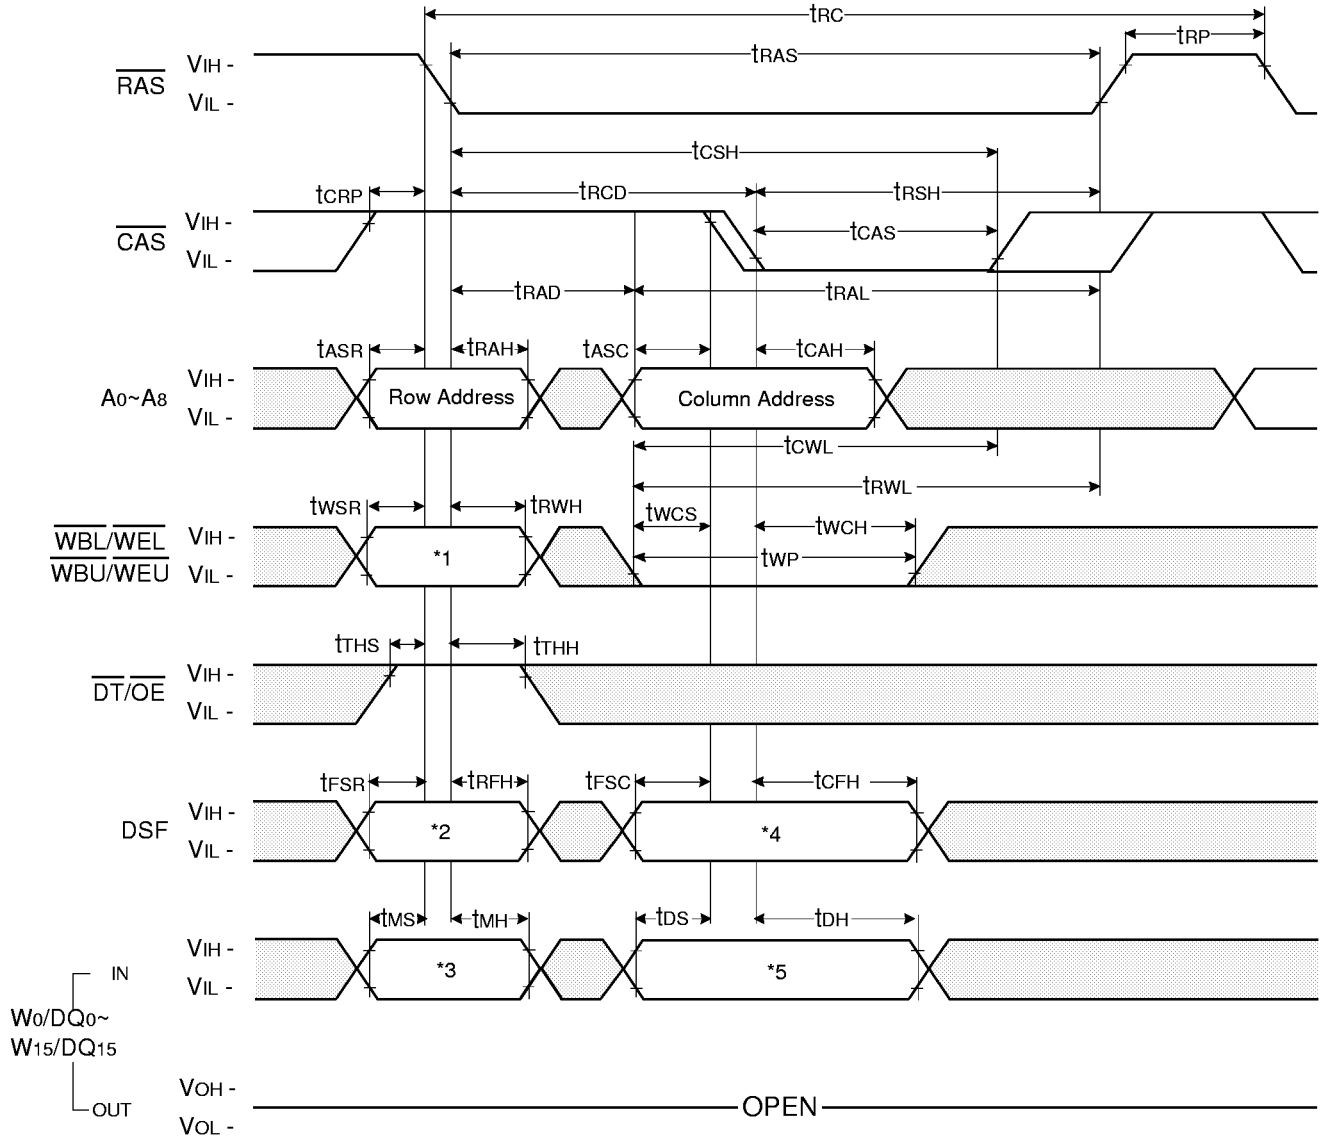 tRC
tRP
tRAS
RAS
VIH -
VIL -
tCSH
tCRP
tRCD
tRSH
CAS
VIH -
VIL -
tCAS
tRAD
tRAL
tASR
tRAH
tASC
tCAH
A0~A8
VIH -
VIL -
Row Address
Column Address
tCWL
tRWL
tWSR
tRWH
tWCS
tWCH
WBL/WEL
WBU/WEU
VIH -
VIL -
*1
tWP
tTHS
tTHH
DT/OE
VIH -
VIL -
tFSR
tRFH
tFSC
tCFH
DSF
VIH -
VIL -
*2
*4
tMS
tMH
tDS
tDH
VIH -
VIL -
*3
*5
IN
W0/DQ0~
W15/DQ15
OUT
VOH -
VOL -
OPEN